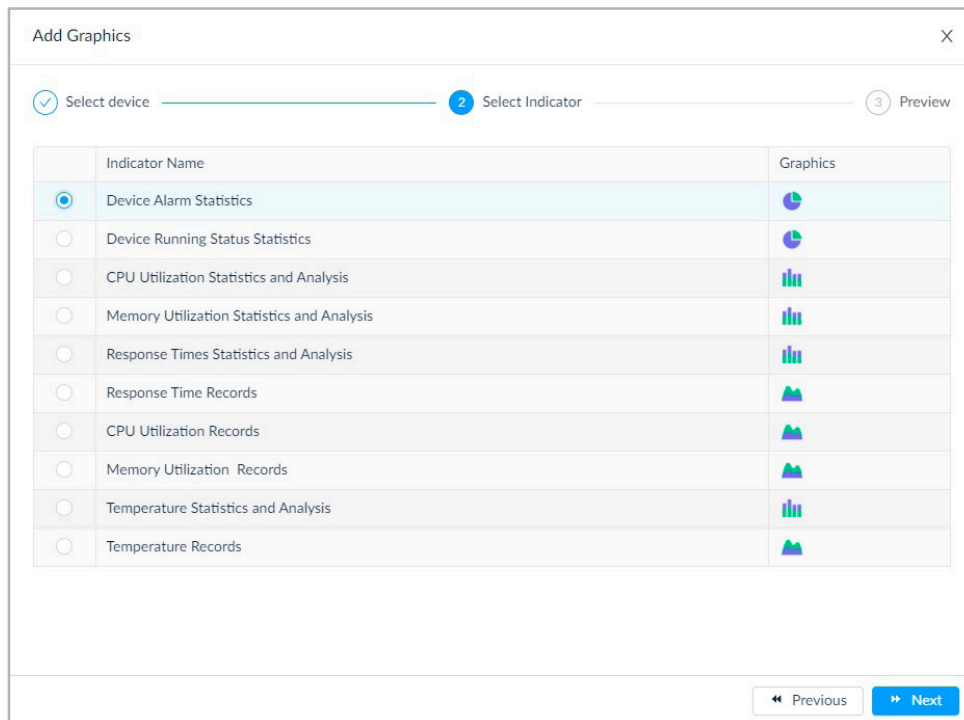 Add Graphics
Select device 2 Select Indicator 3 Preview
Indicator Name Graphics
Device Alarm Statistics
Device Running Status Statistics
CPU Utilization Statistics and Analysis
Memory Utilization Statistics and Analysis
Response Times Statistics and Analysis
Response Time Records
CPU Utilization Records
Memory Utilization Records
Temperature Statistics and Analysis
Temperature Records
Previous Next